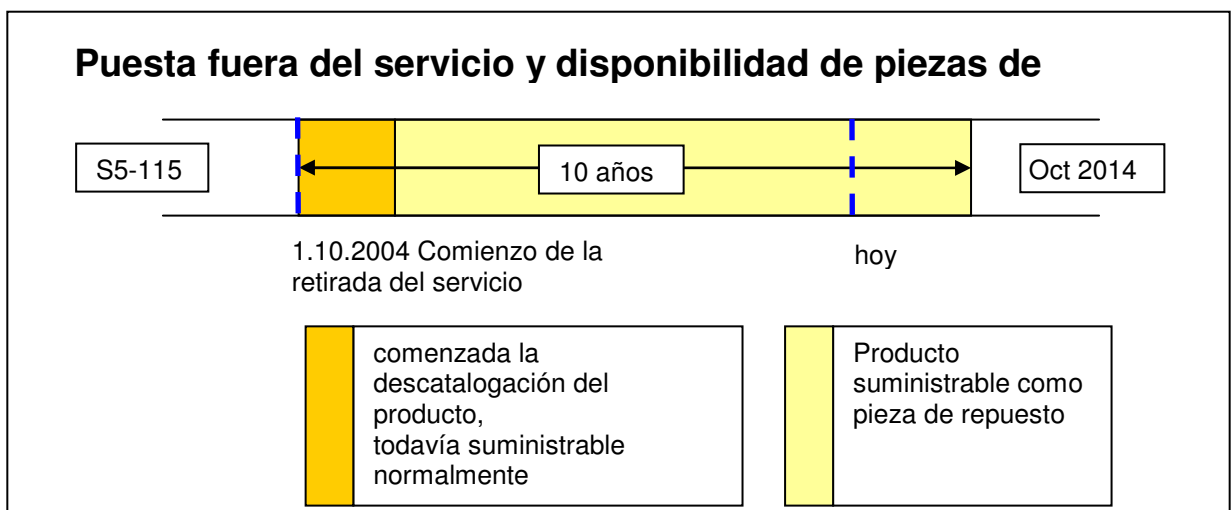 Puesta fuera del servicio y disponibilidad de piezas de
S5-115
10 años
Oct 2014
1.10.2004 Comienzo de la
retirada del servicio
hoy
comenzada la
descatalogación del
producto,
todavía suministrable
normalmente
Producto
suministrable como
pieza de repuesto